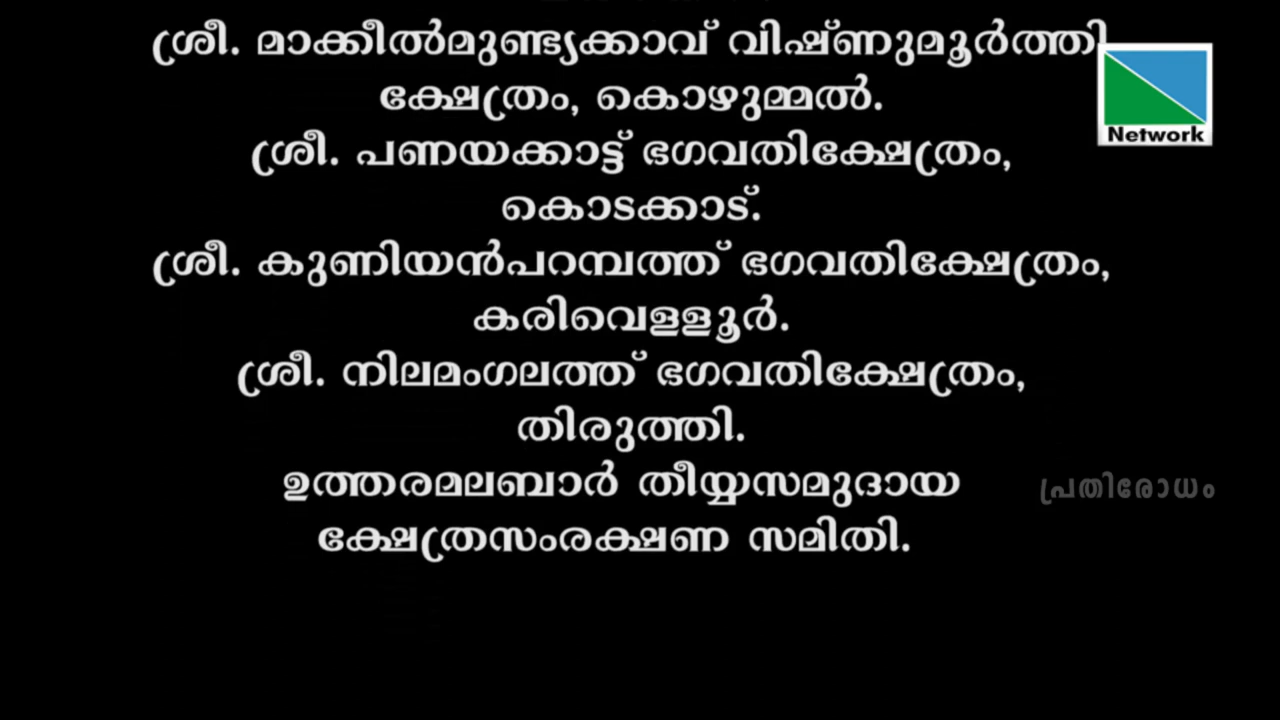 ശ്രീ. മാക്കീൽമുണ്ട്യക്കാവ് വിഷ്ണുമൂർത്തി
ക്ഷേത്രം, കൊഴുമ്മൽ.
ശ്രീ. പണയക്കാട്ട് ഭഗവതിക്ഷേത്രം,
കൊടക്കാട്.
ശ്രീ. കുണിയൻപറമ്പത്ത് ഭഗവതിക്ഷേത്രം,
കരിവെള്ളൂർ.
ശ്രീ. നിലമംഗലത്ത് ഭഗവതിക്ഷേത്രം,
തിരുത്തി.
ഉത്തരമലബാർ തീയ്യസമുദായ
ക്ഷേത്രസംരക്ഷണ സമിതി.
Network
പ്രതിരോധം